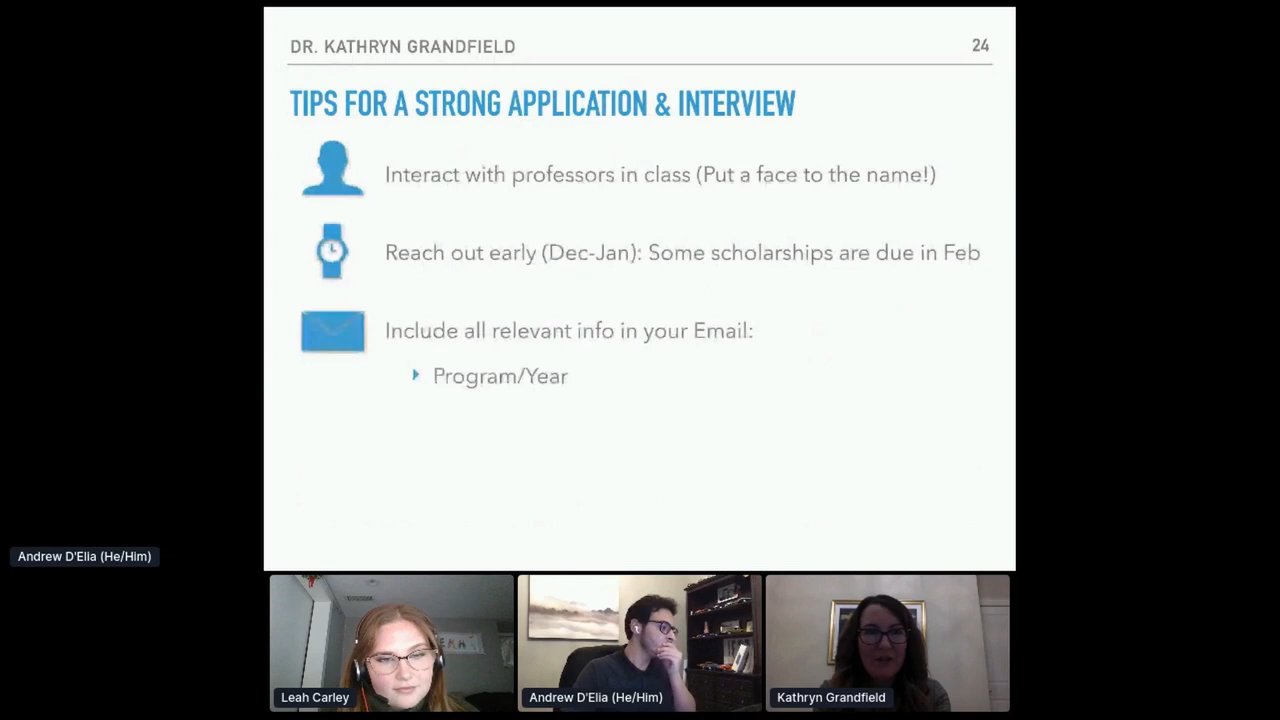 DR. KATHRYN GRANDFIELD
24
TIPS FOR A STRONG APPLICATION & INTERVIEW
Interact with professors in class (Put a face to the name!)
Reach out early (Dec-Jan): Some scholarships are due in Feb
Include all relevant info in your Email:
Program/Year
Andrew D'Elia (He/Him)
Leah Carley
Andrew D'Elia (He/Him)
Kathryn Grandfield